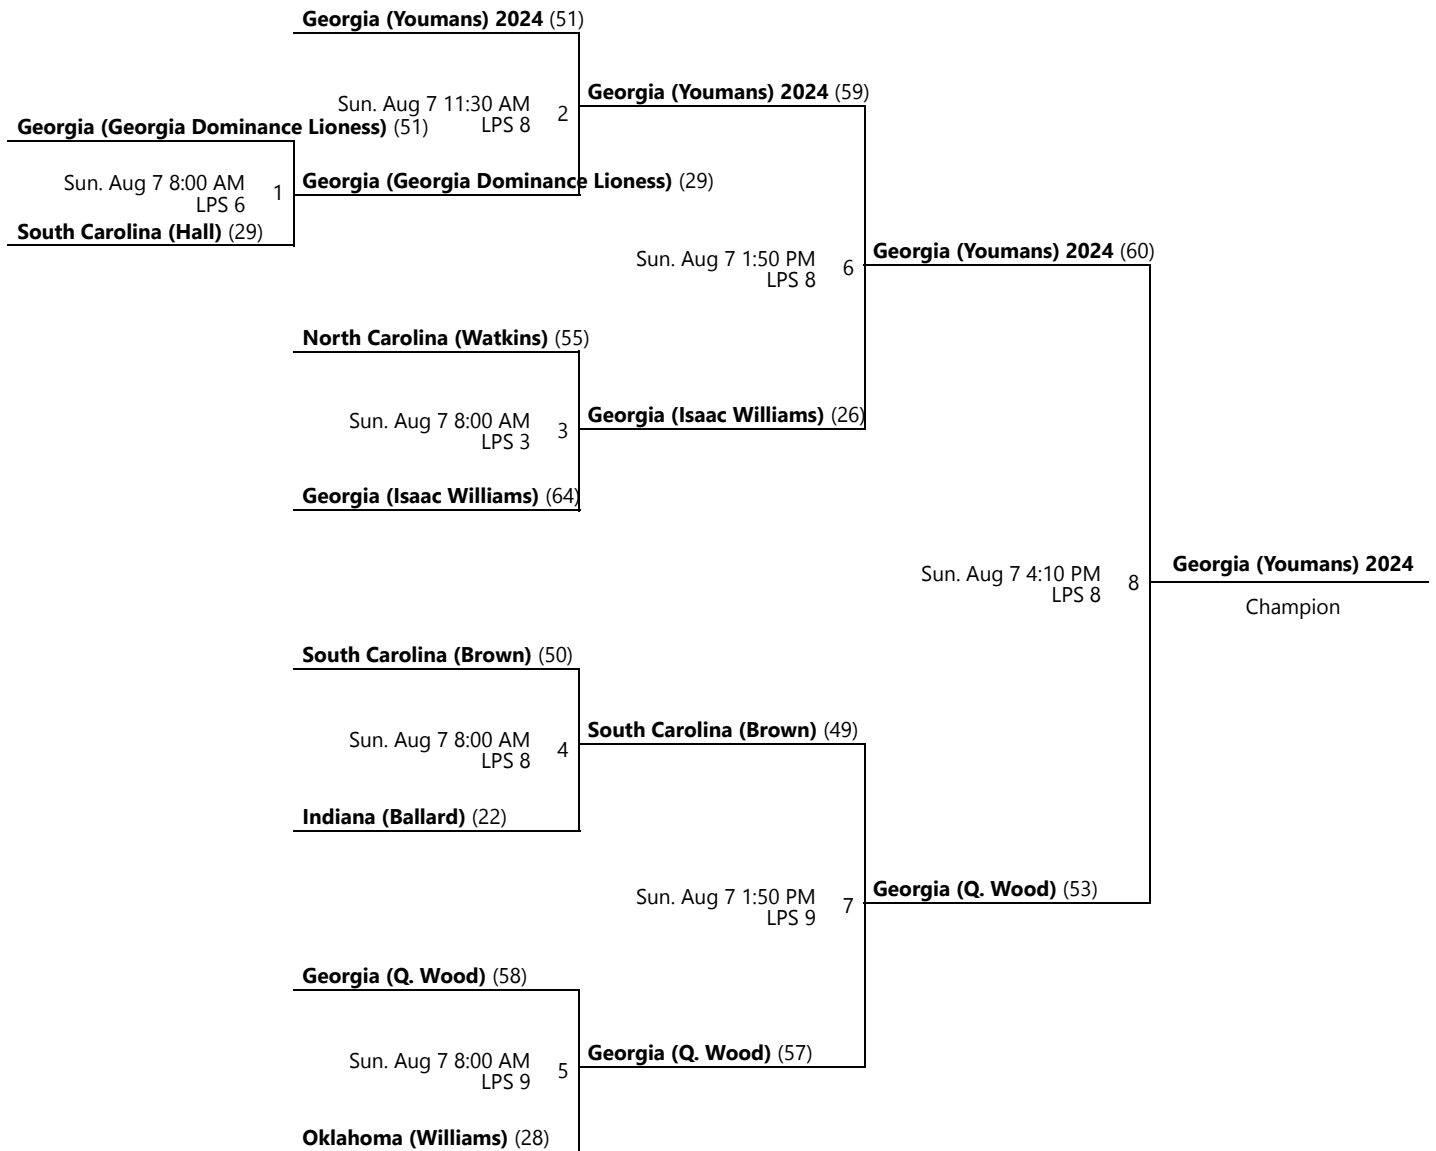 Georgia (Youmans) 2024 (51)
Sun. Aug 7 11:30 AM
LPS 8
2
Georgia (Youmans) 2024 (59)
Georgia (Georgia Dominance Lioness) (51)
Sun. Aug 7 8:00 AM
LPS 6
1
Georgia (Georgia Dominance Lioness) (29)
South Carolina (Hall) (29)
Sun. Aug 7 1:50 PM
LPS 8
6
Georgia (Youmans) 2024 (60)
North Carolina (Watkins) (55)
Sun. Aug 7 8:00 AM
LPS 3
3
Georgia (Isaac Williams) (26)
Georgia (Isaac Williams) (64)
Sun. Aug 7 4:10 PM
LPS 8
8
Georgia (Youmans) 2024
Champion
South Carolina (Brown) (50)
Sun. Aug 7 8:00 AM
LPS 8
4
South Carolina (Brown) (49)
Indiana (Ballard) (22)
Sun. Aug 7 1:50 PM
LPS 9
7
Georgia (Q. Wood) (53)
Georgia (Q. Wood) (58)
Sun. Aug 7 8:00 AM
LPS 9
5
Georgia (Q. Wood) (57)
Oklahoma (Williams) (28)